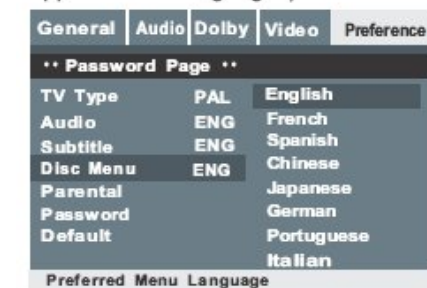 General Audio Dolby Video Preference
·· Password Page ··
TV Type PAL English
Audio ENG French
Subtitle ENG Spanish
Disc Menu ENG Chinese
Parental Japanese
Password German
Default Portuguese
Italian
Preferred Menu Language